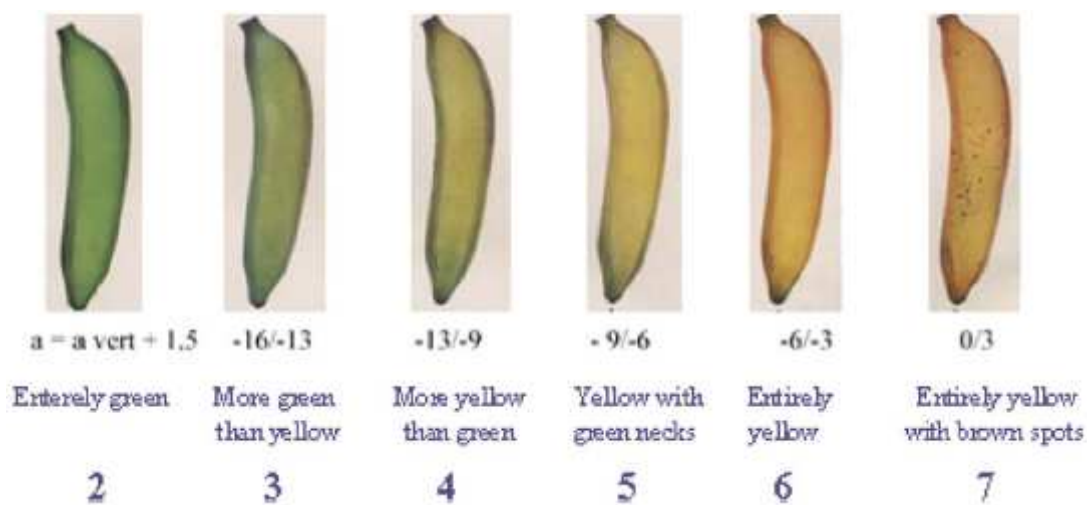 a = a vert + 1.5 -16/-13 -13/-9 - 9/-6 -6/-3 0/3
Enterely green More green More yellow Yellow with Entirely Entirely yellow
than yellow than green green necks yellow with brown spots
2 3 4 5 6 7